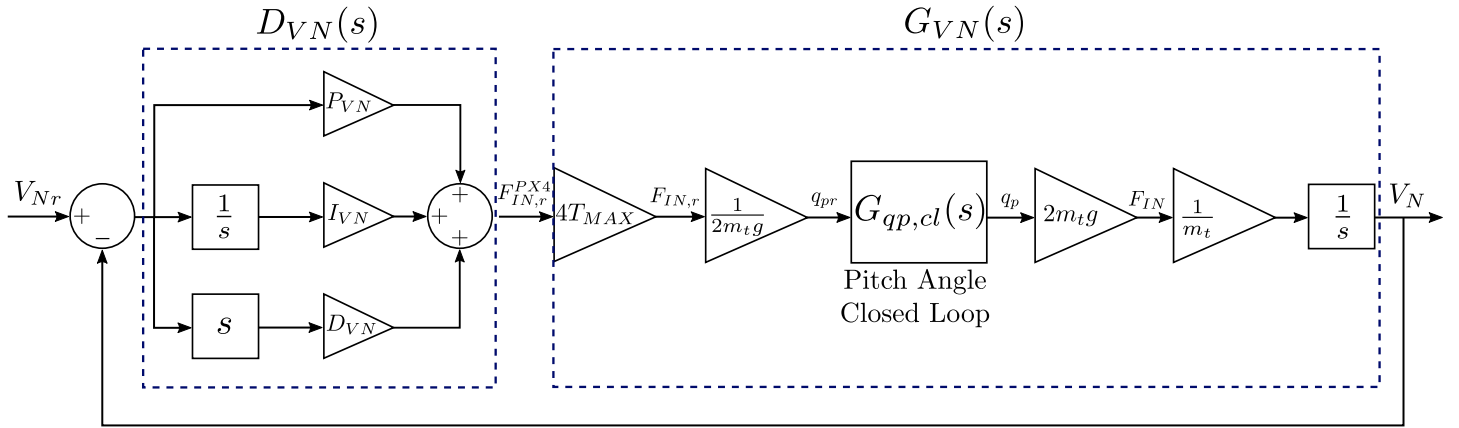 D_{VN}(s)
G_{VN}(s)
V_{Nr}
+
−
P_{VN}
1/s
I_{VN}
s
D_{VN}
+
+
+
F_{IN,r}^{PX4}
4T_{MAX}
F_{IN,r}
1/(2m_t g)
q_{pr}
G_{qp,cl}(s)
Pitch Angle
Closed Loop
q_p
2m_t g
F_{IN}
1/m_t
1/s
V_N